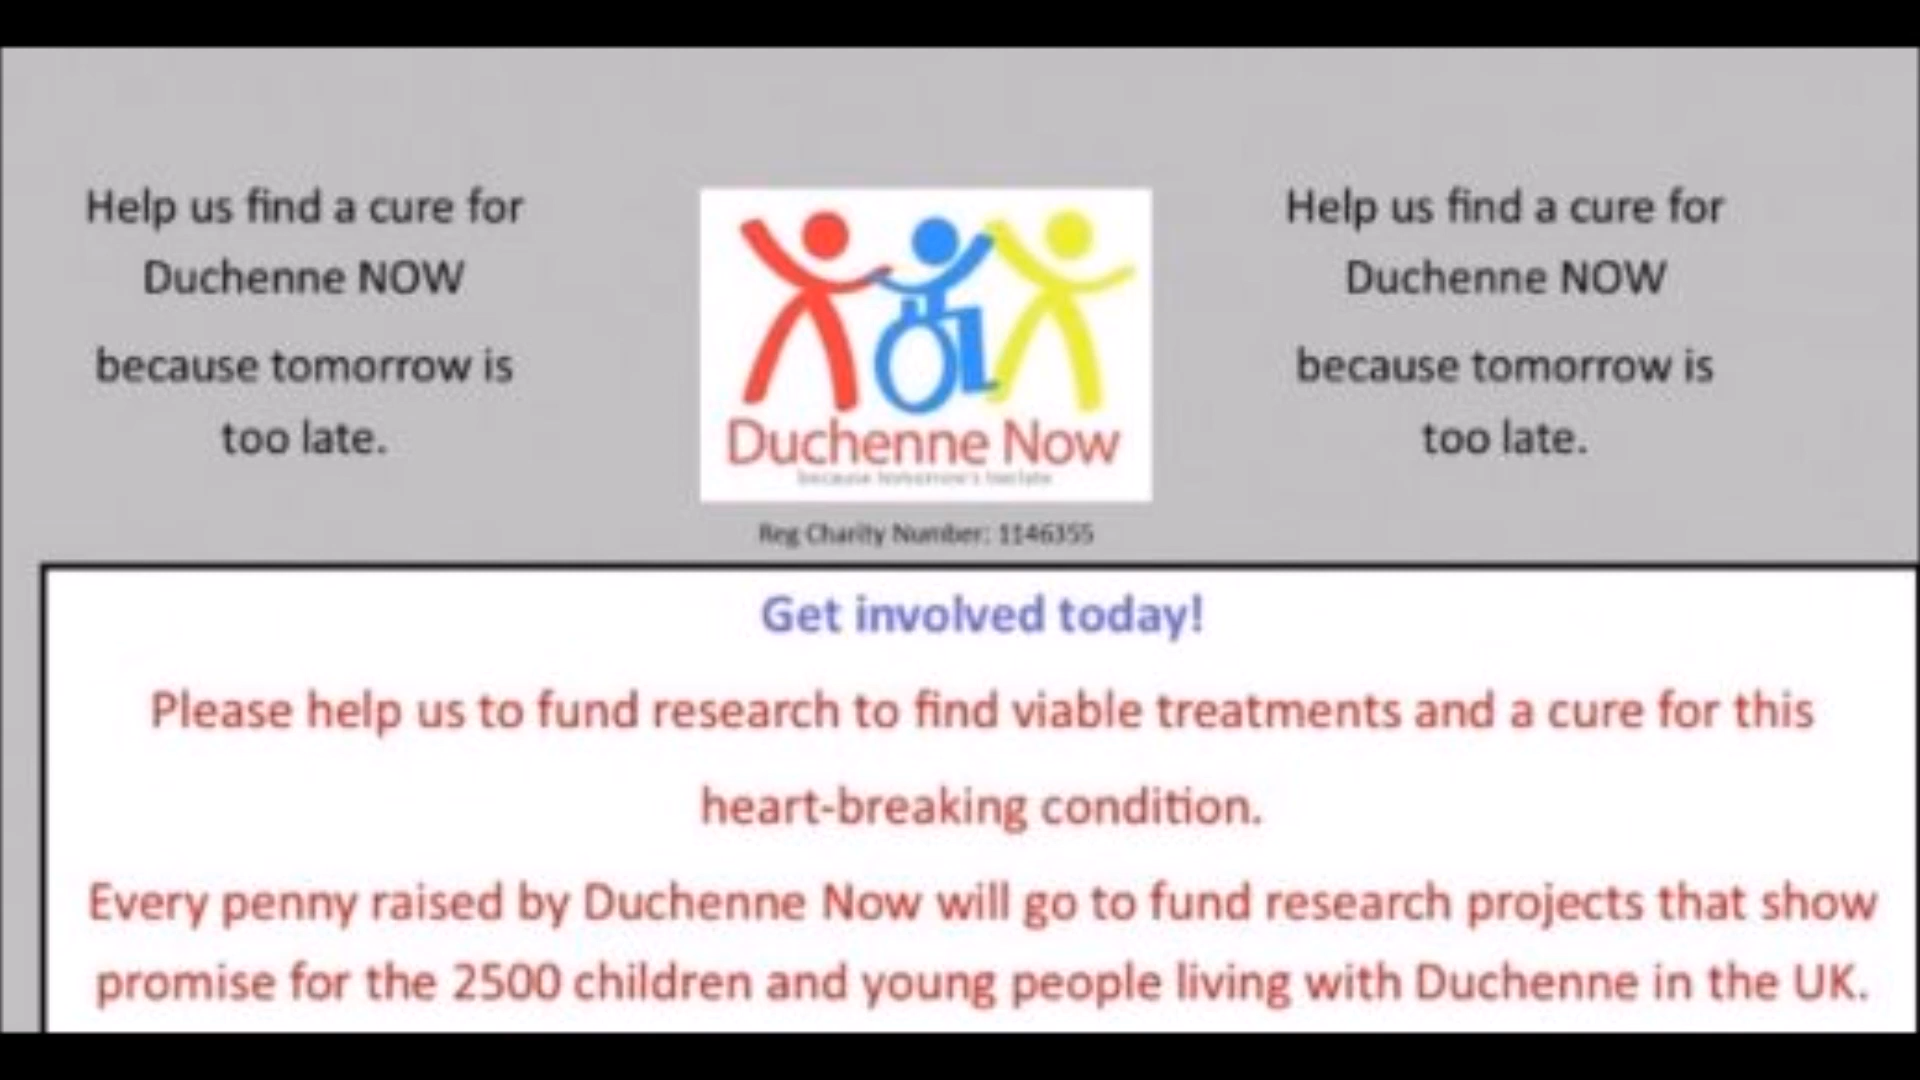 Help us find a cure for
Duchenne NOW
because tomorrow is
too late.
Duchenne Now
because tomorrow's too late
Reg Charity Number: 1146355
Help us find a cure for
Duchenne NOW
because tomorrow is
too late.
Get involved today!
Please help us to fund research to find viable treatments and a cure for this
heart-breaking condition.
Every penny raised by Duchenne Now will go to fund research projects that show
promise for the 2500 children and young people living with Duchenne in the UK.